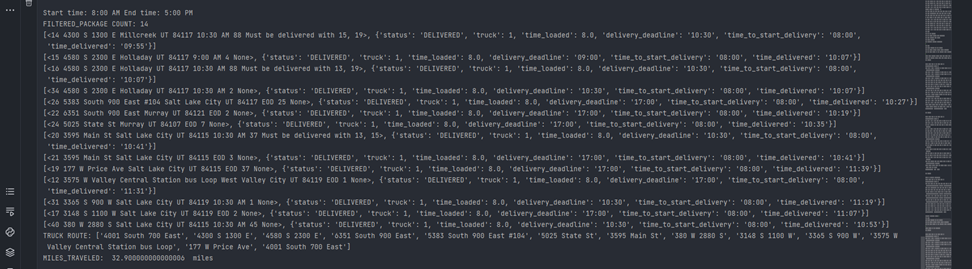 Start time: 8:00 AM End time: 5:00 PM
FILTERED_PACKAGE COUNT: 14
[<14 4300 S 1300 E Millcreek UT 84117 10:30 AM 88 Must be delivered with 15, 19>, {'status': 'DELIVERED', 'truck': 1, 'time_loaded': 8.0, 'delivery_deadline': '10:30', 'time_to_start_delivery': '08:00',
'time_delivered': '09:55'}]
[<15 4580 S 2300 E Holladay UT 84117 9:00 AM 4 None>, {'status': 'DELIVERED', 'truck': 1, 'time_loaded': 8.0, 'delivery_deadline': '09:00', 'time_to_start_delivery': '08:00', 'time_delivered': '10:07'}]
[<16 4580 S 2300 E Holladay UT 84117 10:30 AM 88 Must be delivered with 13, 19>, {'status': 'DELIVERED', 'truck': 1, 'time_loaded': 8.0, 'delivery_deadline': '10:30', 'time_to_start_delivery': '08:00',
'time_delivered': '10:07'}]
[<34 4580 S 2300 E Holladay UT 84117 10:30 AM 2 None>, {'status': 'DELIVERED', 'truck': 1, 'time_loaded': 8.0, 'delivery_deadline': '10:30', 'time_to_start_delivery': '08:00', 'time_delivered': '10:07'}]
[<26 5383 South 900 East #104 Salt Lake City UT 84117 EOD 25 None>, {'status': 'DELIVERED', 'truck': 1, 'time_loaded': 8.0, 'delivery_deadline': '17:00', 'time_to_start_delivery': '08:00', 'time_delivered': '10:27'}]
[<22 6351 South 900 East Murray UT 84121 EOD 2 None>, {'status': 'DELIVERED', 'truck': 1, 'time_loaded': 8.0, 'delivery_deadline': '17:00', 'time_to_start_delivery': '08:00', 'time_delivered': '10:19'}]
[<24 5025 State St Murray UT 84107 EOD 7 None>, {'status': 'DELIVERED', 'truck': 1, 'time_loaded': 8.0, 'delivery_deadline': '17:00', 'time_to_start_delivery': '08:00', 'time_delivered': '10:35'}]
[<20 3595 Main St Salt Lake City UT 84115 10:30 AM 37 Must be delivered with 13, 15>, {'status': 'DELIVERED', 'truck': 1, 'time_loaded': 8.0, 'delivery_deadline': '10:30', 'time_to_start_delivery': '08:00',
'time_delivered': '10:41'}]
[<21 3595 Main St Salt Lake City UT 84115 EOD 3 None>, {'status': 'DELIVERED', 'truck': 1, 'time_loaded': 8.0, 'delivery_deadline': '17:00', 'time_to_start_delivery': '08:00', 'time_delivered': '10:41'}]
[<19 177 W Price Ave Salt Lake City UT 84115 EOD 37 None>, {'status': 'DELIVERED', 'truck': 1, 'time_loaded': 8.0, 'delivery_deadline': '17:00', 'time_to_start_delivery': '08:00', 'time_delivered': '11:39'}]
[<12 3575 W Valley Central Station bus Loop West Valley City UT 84119 EOD 1 None>, {'status': 'DELIVERED', 'truck': 1, 'time_loaded': 8.0, 'delivery_deadline': '17:00', 'time_to_start_delivery': '08:00',
'time_delivered': '11:31'}]
[<31 3365 S 900 W Salt Lake City UT 84119 10:30 AM 1 None>, {'status': 'DELIVERED', 'truck': 1, 'time_loaded': 8.0, 'delivery_deadline': '10:30', 'time_to_start_delivery': '08:00', 'time_delivered': '11:19'}]
[<17 3148 S 1100 W Salt Lake City UT 84119 EOD 2 None>, {'status': 'DELIVERED', 'truck': 1, 'time_loaded': 8.0, 'delivery_deadline': '17:00', 'time_to_start_delivery': '08:00', 'time_delivered': '11:07'}]
[<40 380 W 2880 S Salt Lake City UT 84115 10:30 AM 45 None>, {'status': 'DELIVERED', 'truck': 1, 'time_loaded': 8.0, 'delivery_deadline': '10:30', 'time_to_start_delivery': '08:00', 'time_delivered': '10:53'}]
TRUCK ROUTE: ['4001 South 700 East', '4300 S 1300 E', '4580 S 2300 E', '6351 South 900 East', '5383 South 900 East #104', '5025 State St', '3595 Main St', '380 W 2880 S', '3148 S 1100 W', '3365 S 900 W', '3575 W
Valley Central Station bus Loop', '177 W Price Ave', '4001 South 700 East']
MILES_TRAVELED: 32.900000000000006 miles